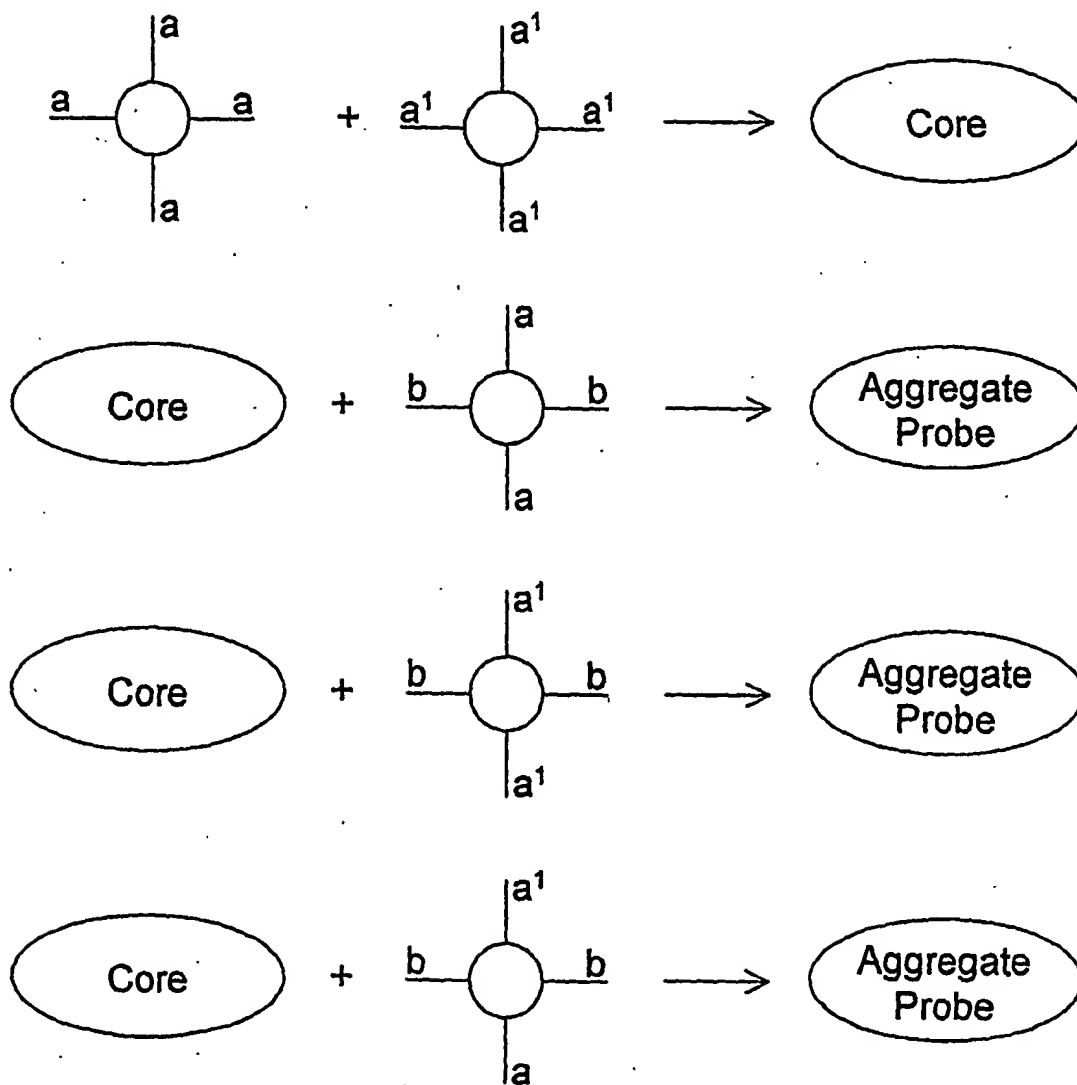 a a¹
a a + a¹ a¹ Core
a a¹
a
Core + b b Aggregate
Probe
a
a¹
Core + b b Aggregate
Probe
a¹
a¹
Core + b b Aggregate
Probe
a